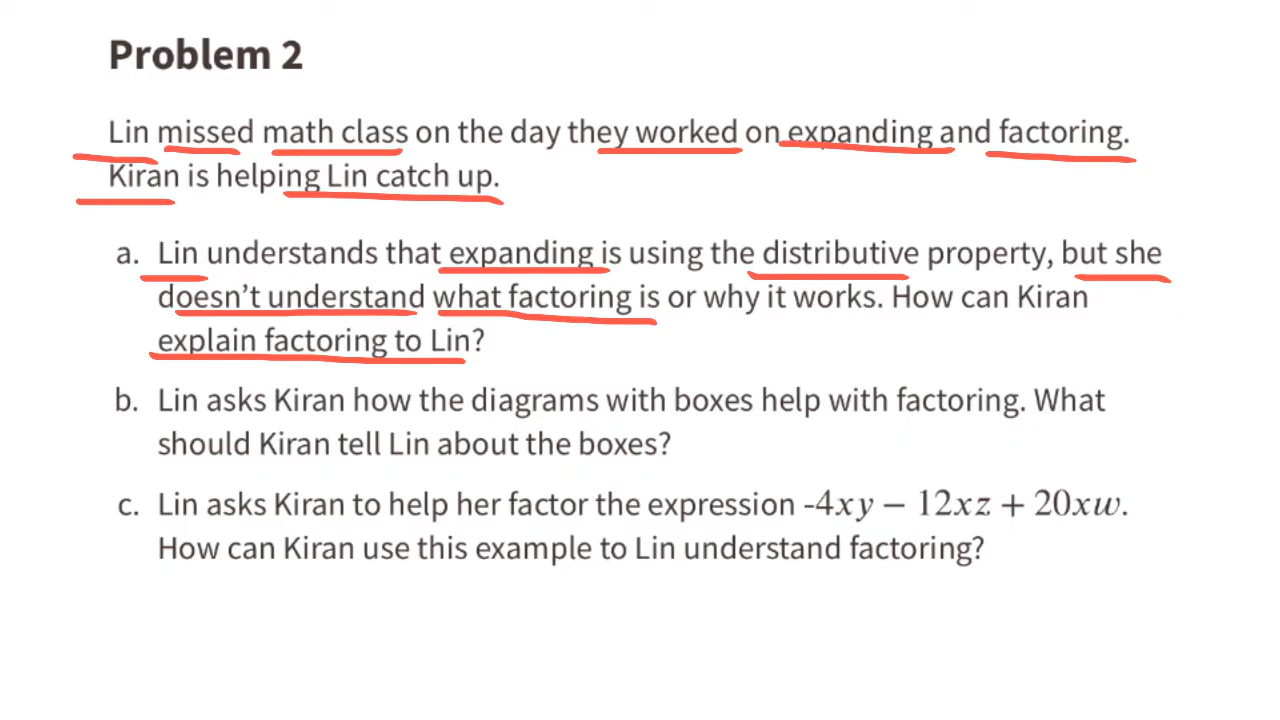 Problem 2
Lin missed math class on the day they worked on expanding and factoring.
Kiran is helping Lin catch up.
a. Lin understands that expanding is using the distributive property, but she
doesn’t understand what factoring is or why it works. How can Kiran
explain factoring to Lin?
b. Lin asks Kiran how the diagrams with boxes help with factoring. What
should Kiran tell Lin about the boxes?
c. Lin asks Kiran to help her factor the expression -4xy − 12xz + 20xw.
How can Kiran use this example to Lin understand factoring?